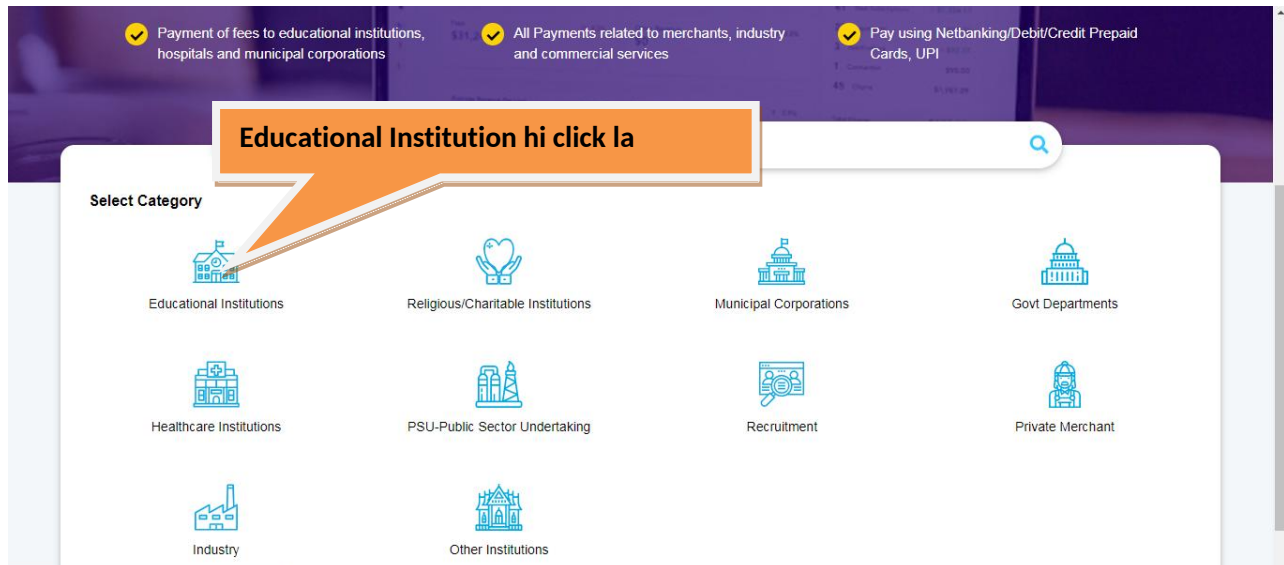 Payment of fees to educational institutions,
hospitals and municipal corporations
All Payments related to merchants, industry
and commercial services
Pay using Netbanking/Debit/Credit Prepaid
Cards, UPI
Educational Institution hi click la
Select Category
Educational Institutions
Religious/Charitable Institutions
Municipal Corporations
Govt Departments
Healthcare Institutions
PSU-Public Sector Undertaking
Recruitment
Private Merchant
Industry
Other Institutions